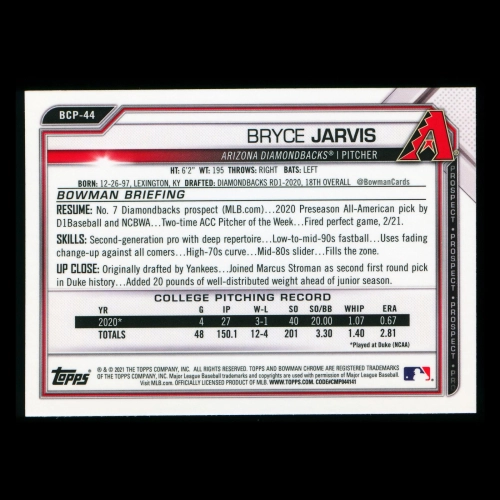 BCP-44
BRYCE JARVIS
ARIZONA DIAMONDBACKS® | PITCHER
HT: 6'2" WT: 195 THROWS: RIGHT BATS: LEFT
BORN: 12-26-97, LEXINGTON, KY DRAFTED: DIAMONDBACKS RD1-2020, 18TH OVERALL @BowmanCards
BOWMAN BRIEFING
RESUME: No. 7 Diamondbacks prospect (MLB.com)...2020 Preseason All-American pick by
D1Baseball and NCBWA...Two-time ACC Pitcher of the Week...Fired perfect game, 2/21.
SKILLS: Second-generation pro with deep repertoire...Low-to-mid-90s fastball...Uses fading
change-up against all comers...High-70s curve...Mid-80s slider...Fills the zone.
UP CLOSE: Originally drafted by Yankees...Joined Marcus Stroman as second first round pick
in Duke history...Added 20 pounds of well-distributed weight ahead of junior season.
COLLEGE PITCHING RECORD
YR G IP W-L SO SO/BB WHIP ERA
2020* 4 27 3-1 40 20.00 1.07 0.67
TOTALS 48 150.1 12-4 201 3.30 1.40 2.81
*Played at Duke (NCAA)
PROSPECT • PROSPECT • PROSPECT • PR
Topps
® & © 2021 THE TOPPS COMPANY, INC. ALL RIGHTS RESERVED. TOPPS AND BOWMAN CHROME ARE REGISTERED TRADEMARKS
OF THE TOPPS COMPANY, INC. Major League Baseball trademarks and copyrights are used with permission of Major League Baseball.
Visit MLB.com. OFFICIALLY LICENSED PRODUCT OF MLB. WWW.TOPPS.COM. CODE#CMP044141